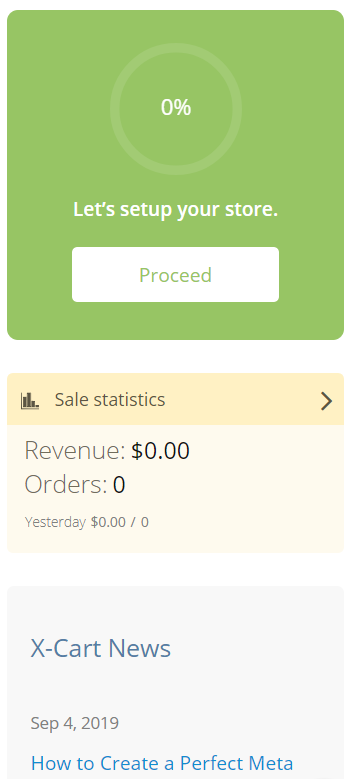 0%
Let’s setup your store.
Proceed
Sale statistics
Revenue: $0.00
Orders: 0
Yesterday $0.00 / 0
X-Cart News
Sep 4, 2019
How to Create a Perfect Meta